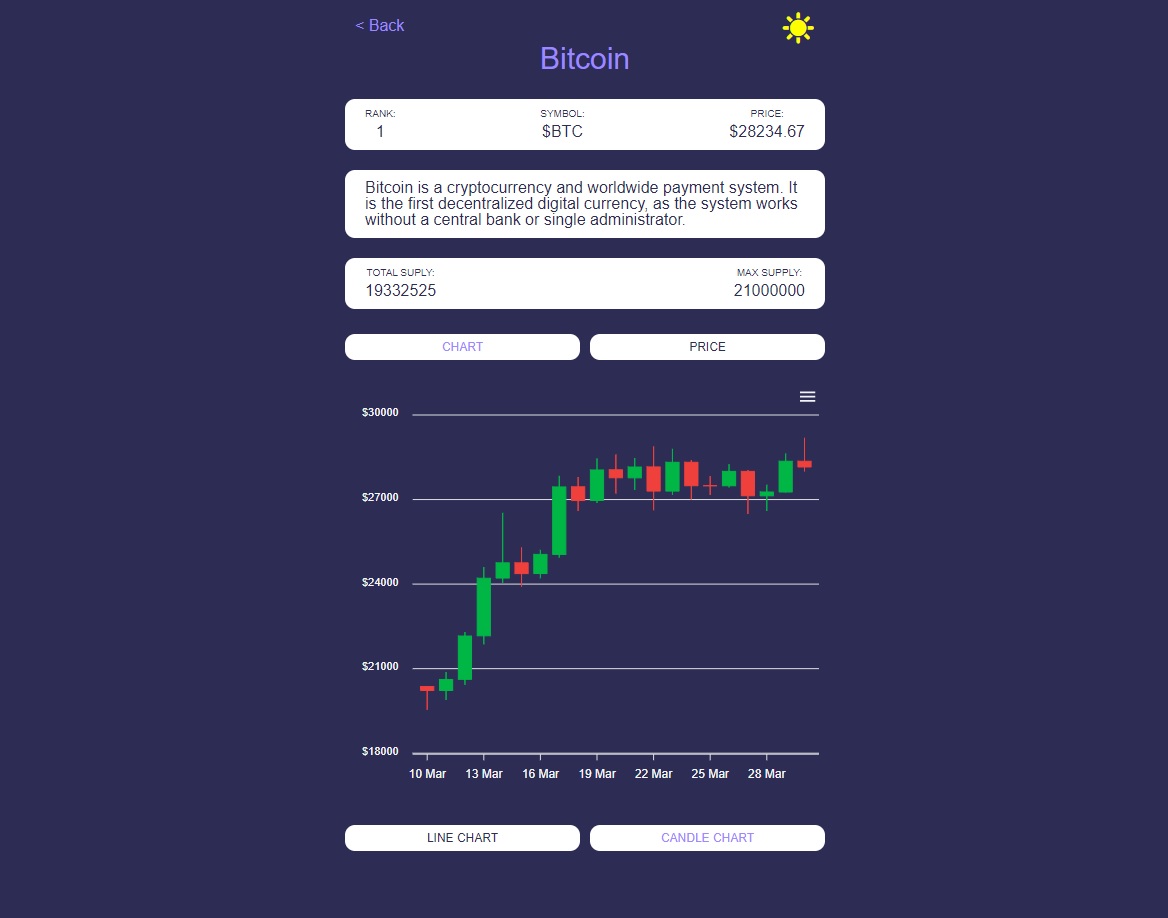 < Back
Bitcoin
RANK:
1
SYMBOL:
$BTC
PRICE:
$28234.67
Bitcoin is a cryptocurrency and worldwide payment system. It
is the first decentralized digital currency, as the system works
without a central bank or single administrator.
TOTAL SUPLY:
19332525
MAX SUPPLY:
21000000
CHART
PRICE
$30000
$27000
$24000
$21000
$18000
10 Mar 13 Mar 16 Mar 19 Mar 22 Mar 25 Mar 28 Mar
LINE CHART
CANDLE CHART